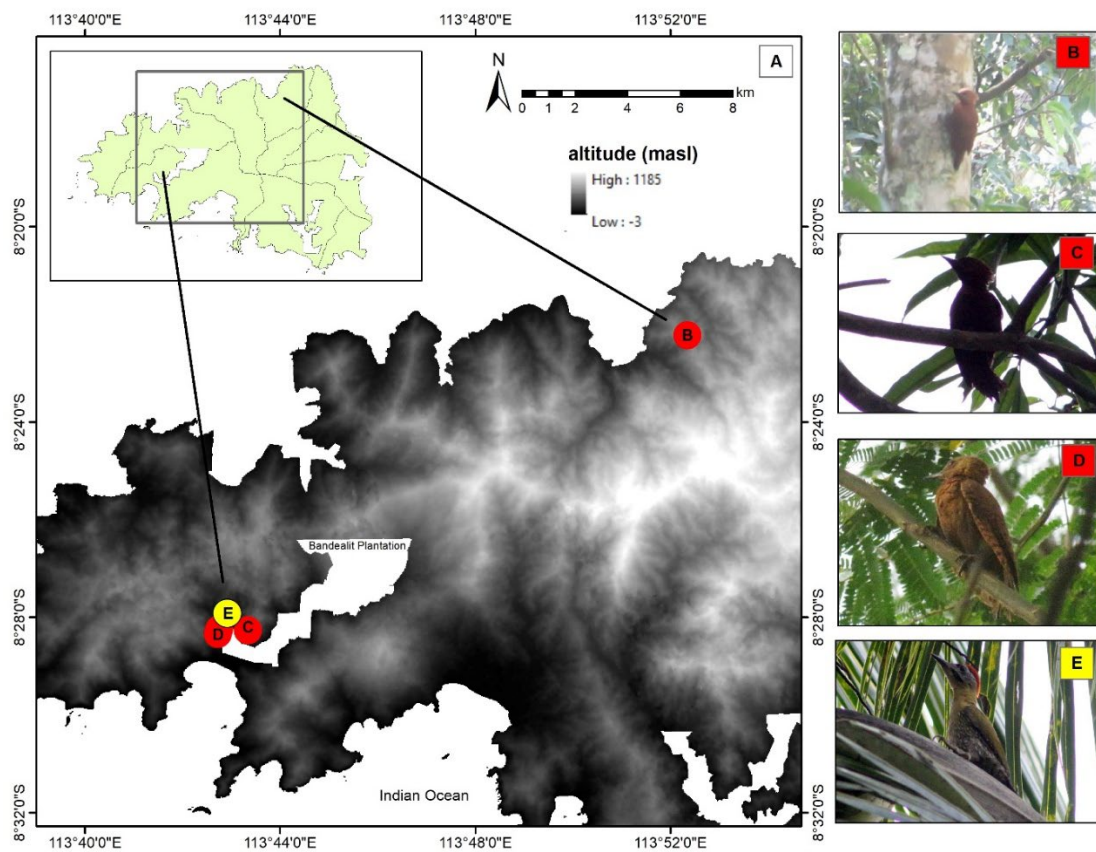 113°40'0"E 113°44'0"E 113°48'0"E 113°52'0"E
A
N
0 2 4 6 8 km
altitude (masl)
High : 1185
Low : -3
8°20'0"S
8°24'0"S
8°28'0"S
8°32'0"S
8°20'0"S
8°24'0"S
8°28'0"S
8°32'0"S
B
Bandealit Plantation
E
D C
Indian Ocean
113°40'0"E 113°44'0"E 113°48'0"E 113°52'0"E
B
C
D
E